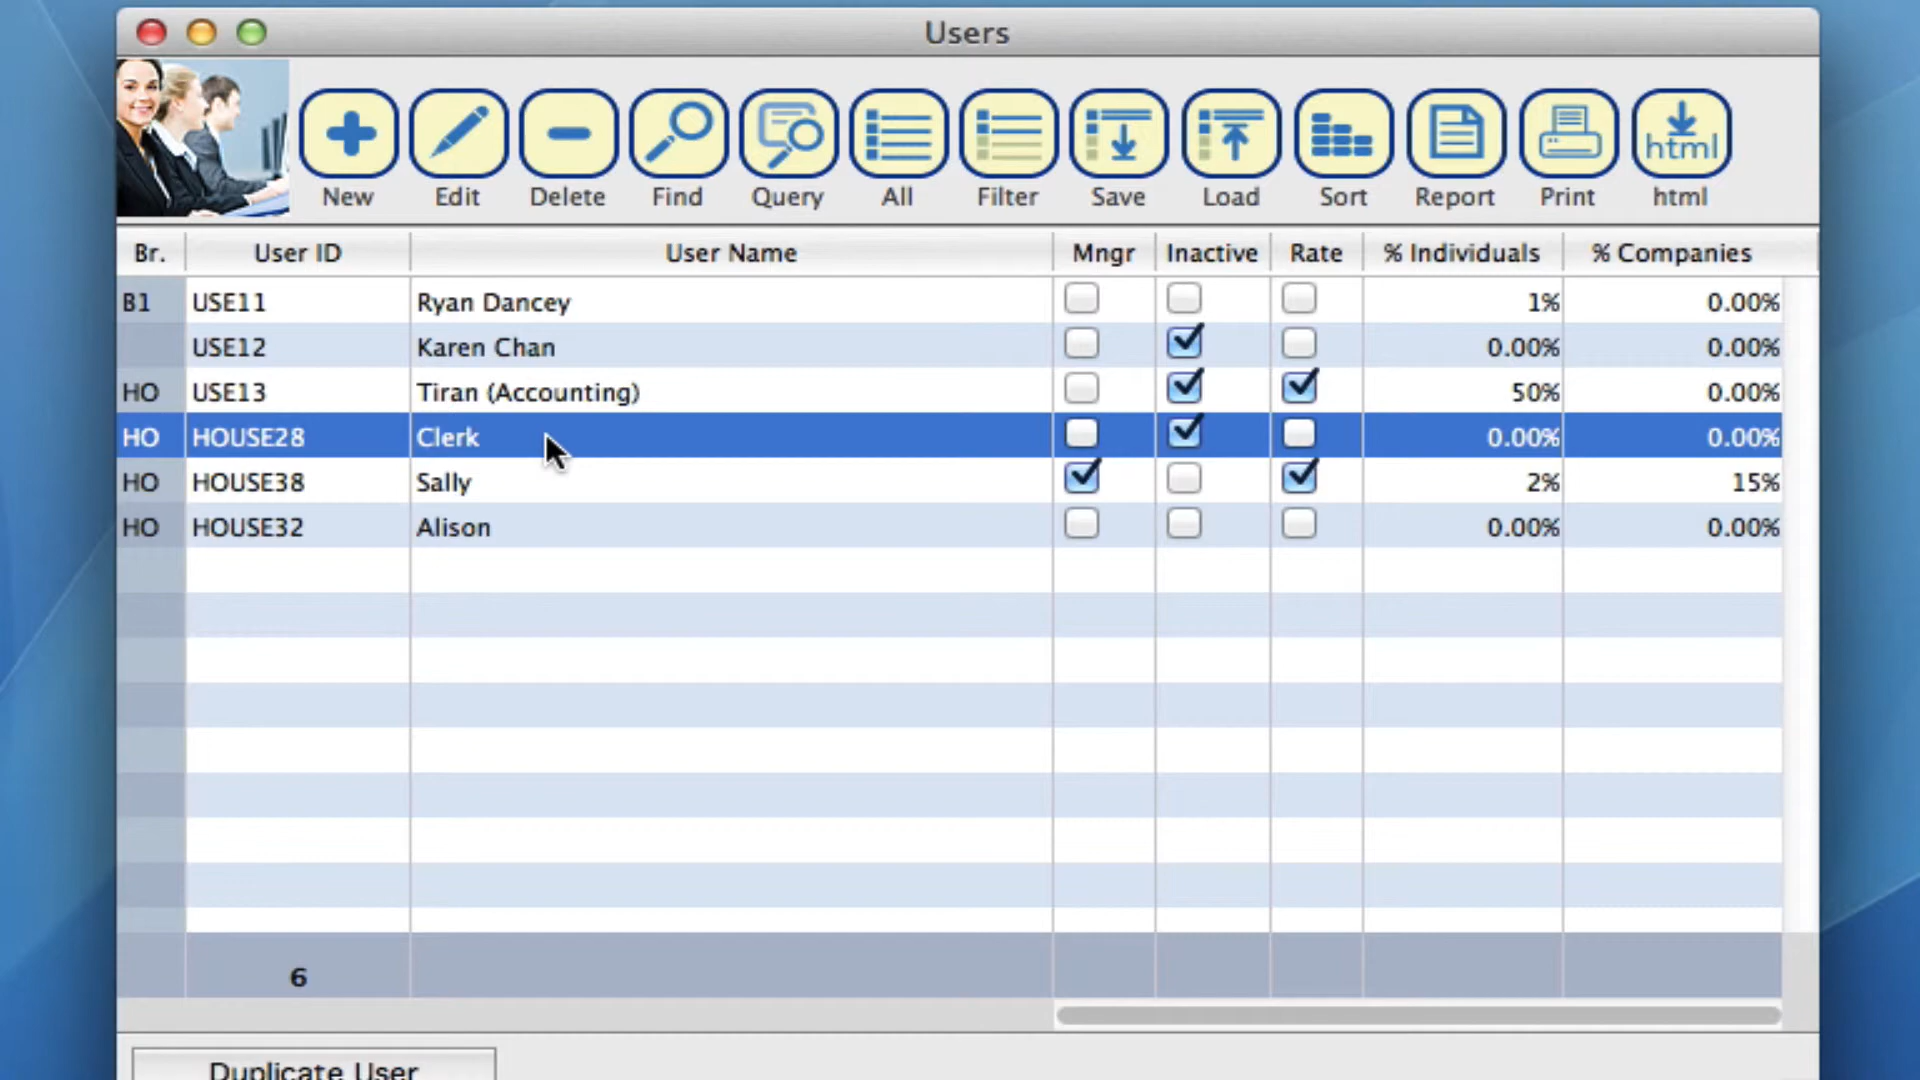 Users
New Edit Delete Find Query All Filter Save Load Sort Report Print html
html
Br. User ID User Name Mngr Inactive Rate % Individuals % Companies
B1 USE11 Ryan Dancey 1% 0.00%
USE12 Karen Chan 0.00% 0.00%
HO USE13 Tiran (Accounting) 50% 0.00%
HO HOUSE28 Clerk 0.00% 0.00%
HO HOUSE38 Sally 2% 15%
HO HOUSE32 Alison 0.00% 0.00%
6
Duplicate User